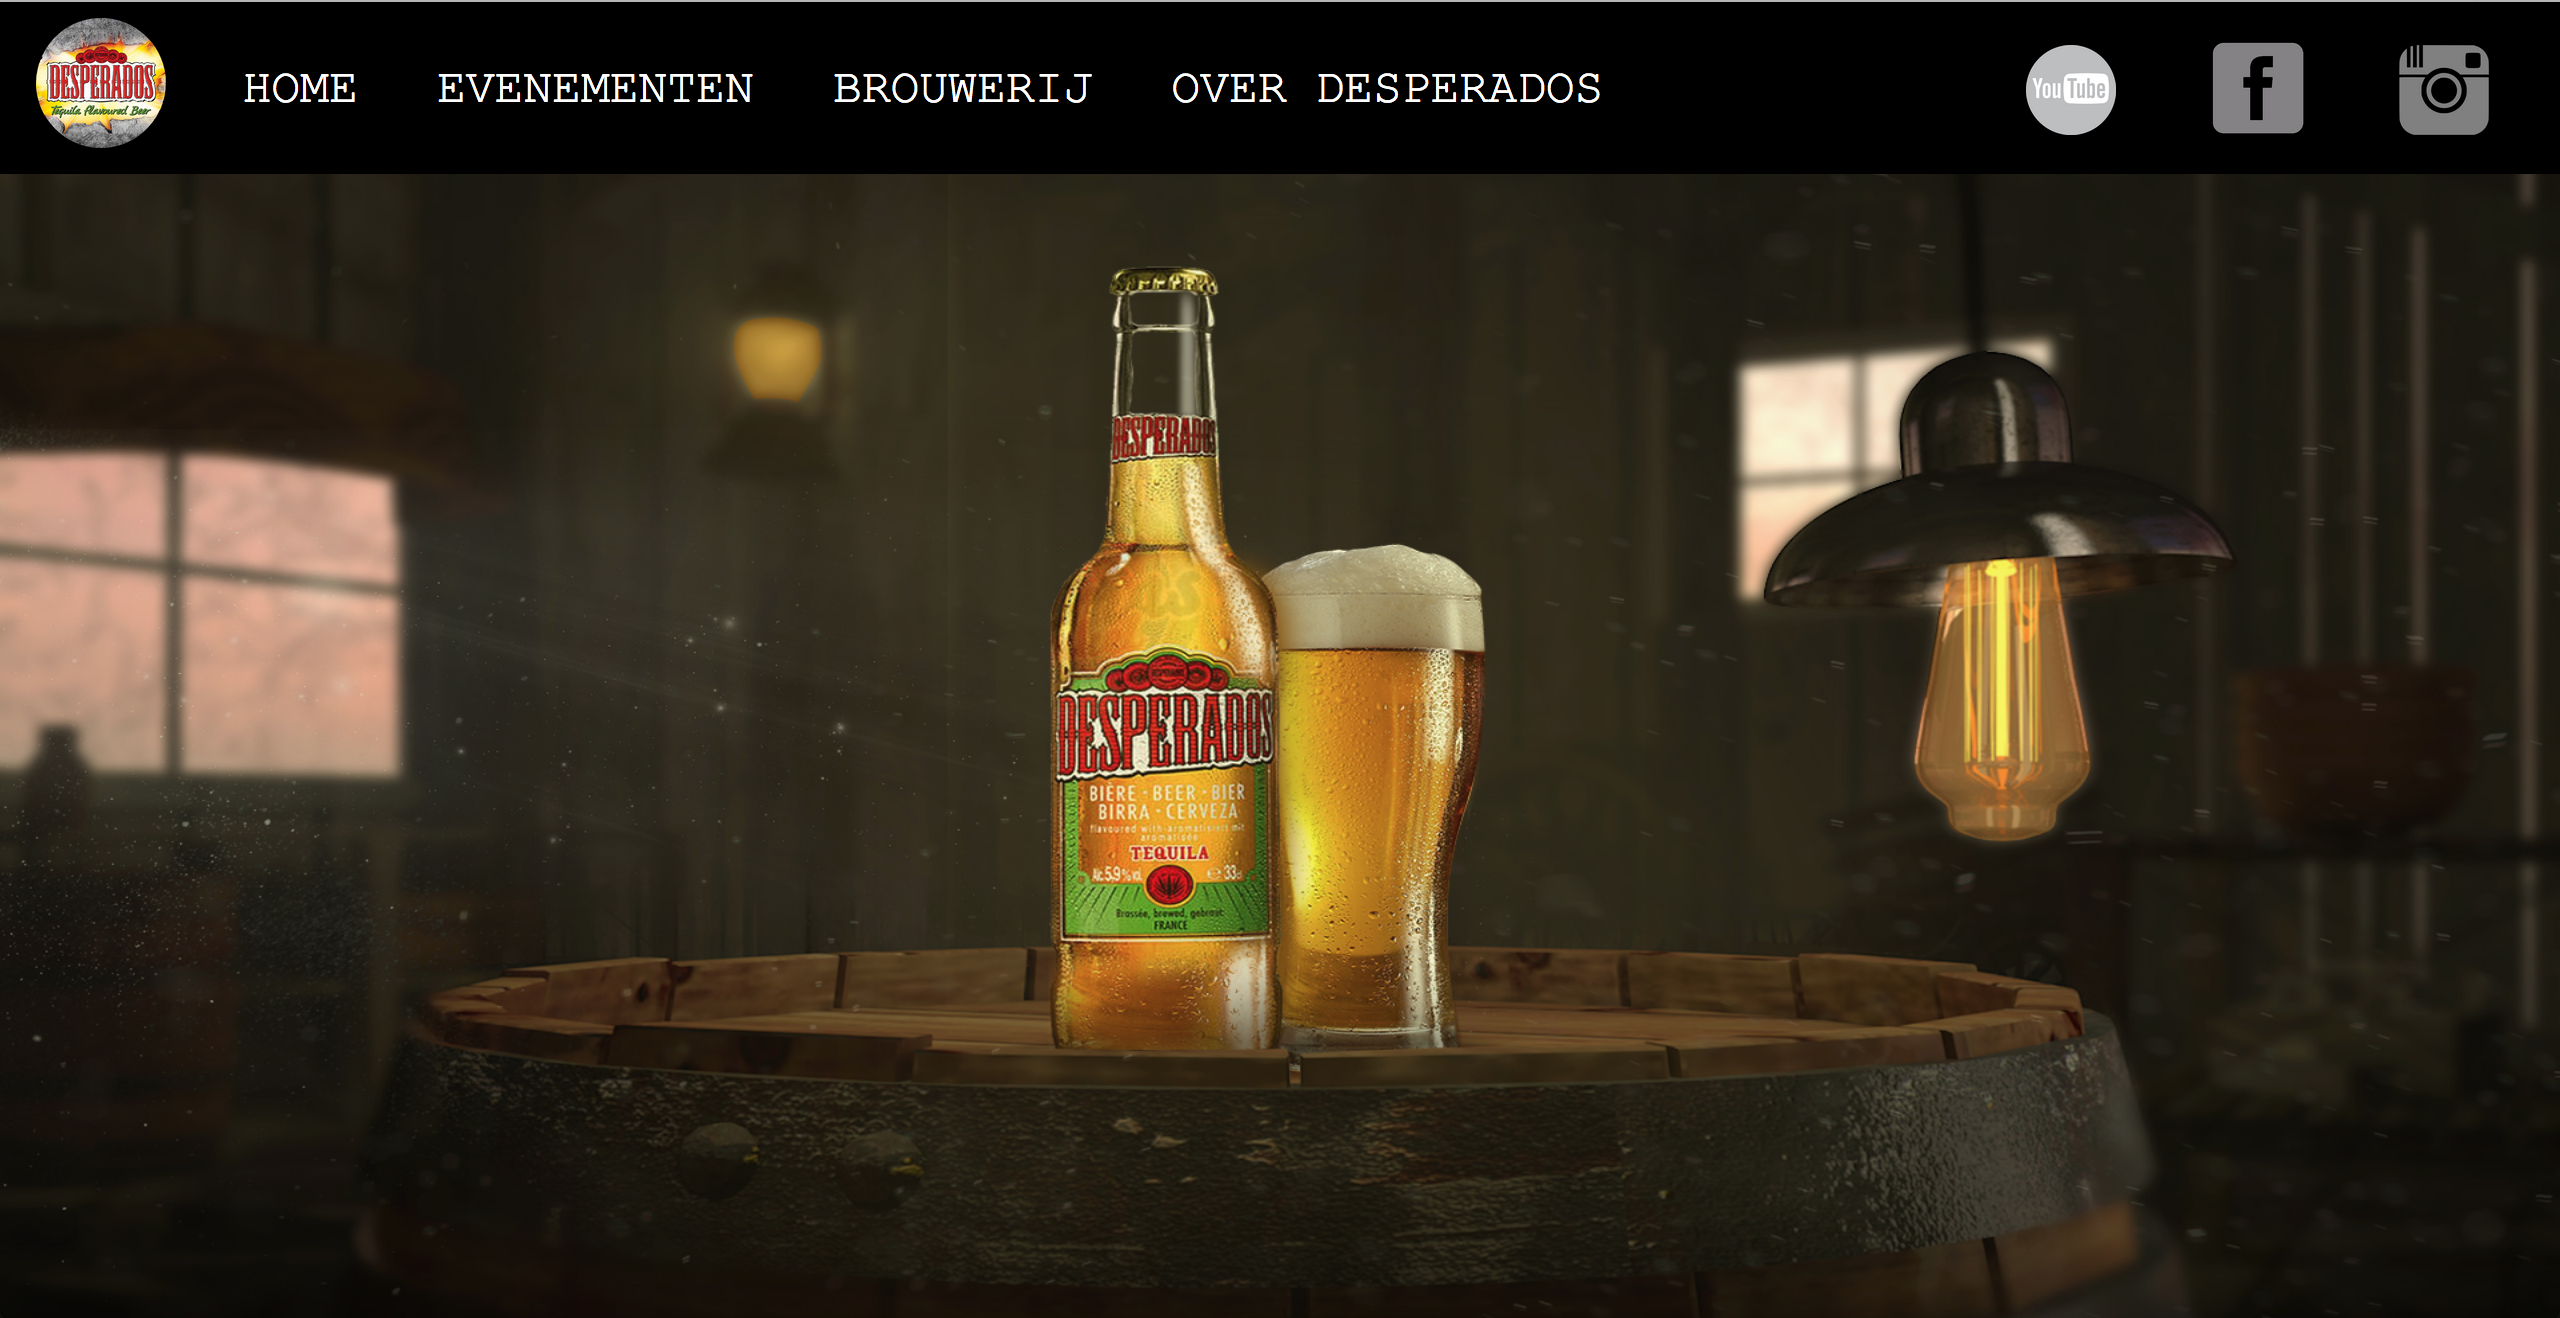 DESPERADOS
Tequila Flavoured Beer
HOME
EVENEMENTEN
BROUWERIJ
OVER DESPERADOS
You Tube
f
DESPERADOS
DESPERADOS
BIÈRE · BEER · BIER
BIRRA · CERVEZA
flavoured with · aromatisiert mit
aromatisée
TEQUILA
Alc. 5.9% vol. e 33cl
Brassée, brewed, gebraut:
FRANCE